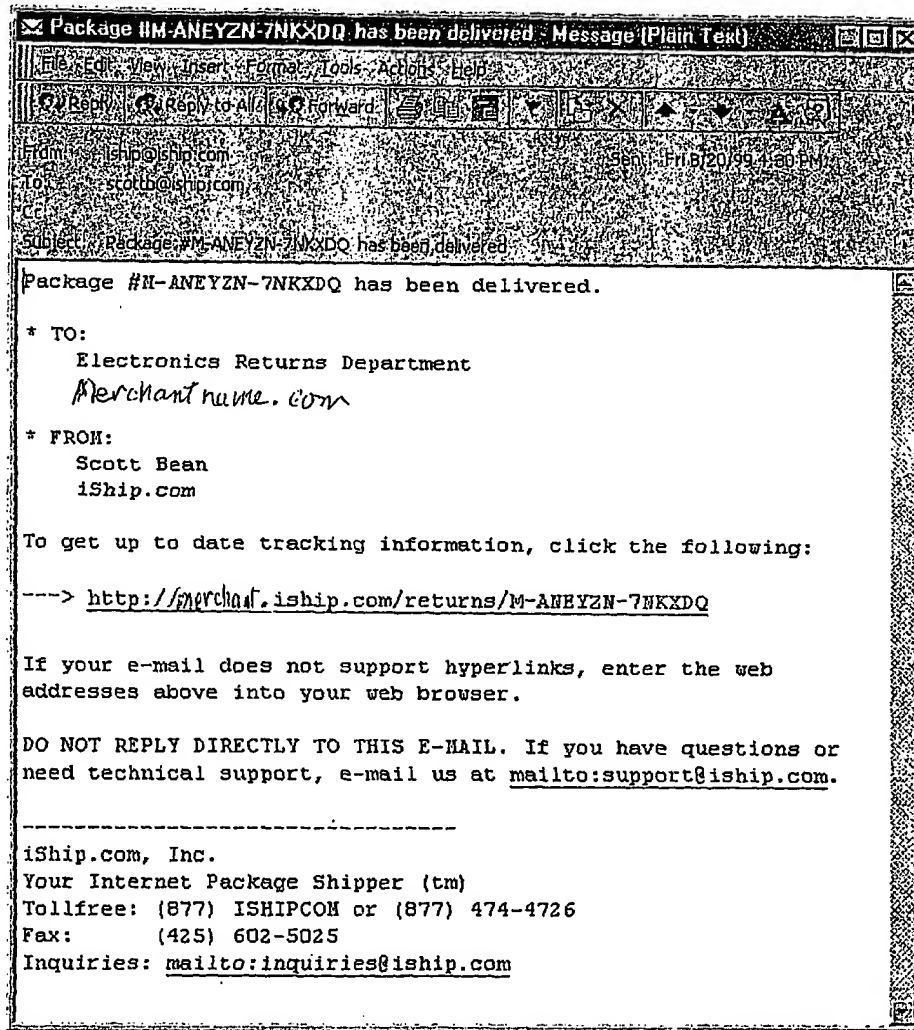 Package #M-ANEYZN-7NKXDQ has been delivered - Message (Plain Text)
File Edit View Insert Format Tools Actions Help
Reply Reply to All Forward
From: iship@iship.com Sent: Fri 8/20/99 4:30 PM
To: scottb@iship.com
Cc:
Subject: Package #M-ANEYZN-7NKXDQ has been delivered
Package #M-ANEYZN-7NKXDQ has been delivered.
* TO:
Electronics Returns Department
Merchantname.com
* FROM:
Scott Bean
iShip.com
To get up to date tracking information, click the following:
---> http://merchant.iship.com/returns/M-ANEYZN-7NKXDQ
If your e-mail does not support hyperlinks, enter the web
addresses above into your web browser.
DO NOT REPLY DIRECTLY TO THIS E-MAIL. If you have questions or
need technical support, e-mail us at mailto:support@iship.com.
----------------------------------
iShip.com, Inc.
Your Internet Package Shipper (tm)
Tollfree: (877) ISHIPCOM or (877) 474-4726
Fax: (425) 602-5025
Inquiries: mailto:inquiries@iship.com